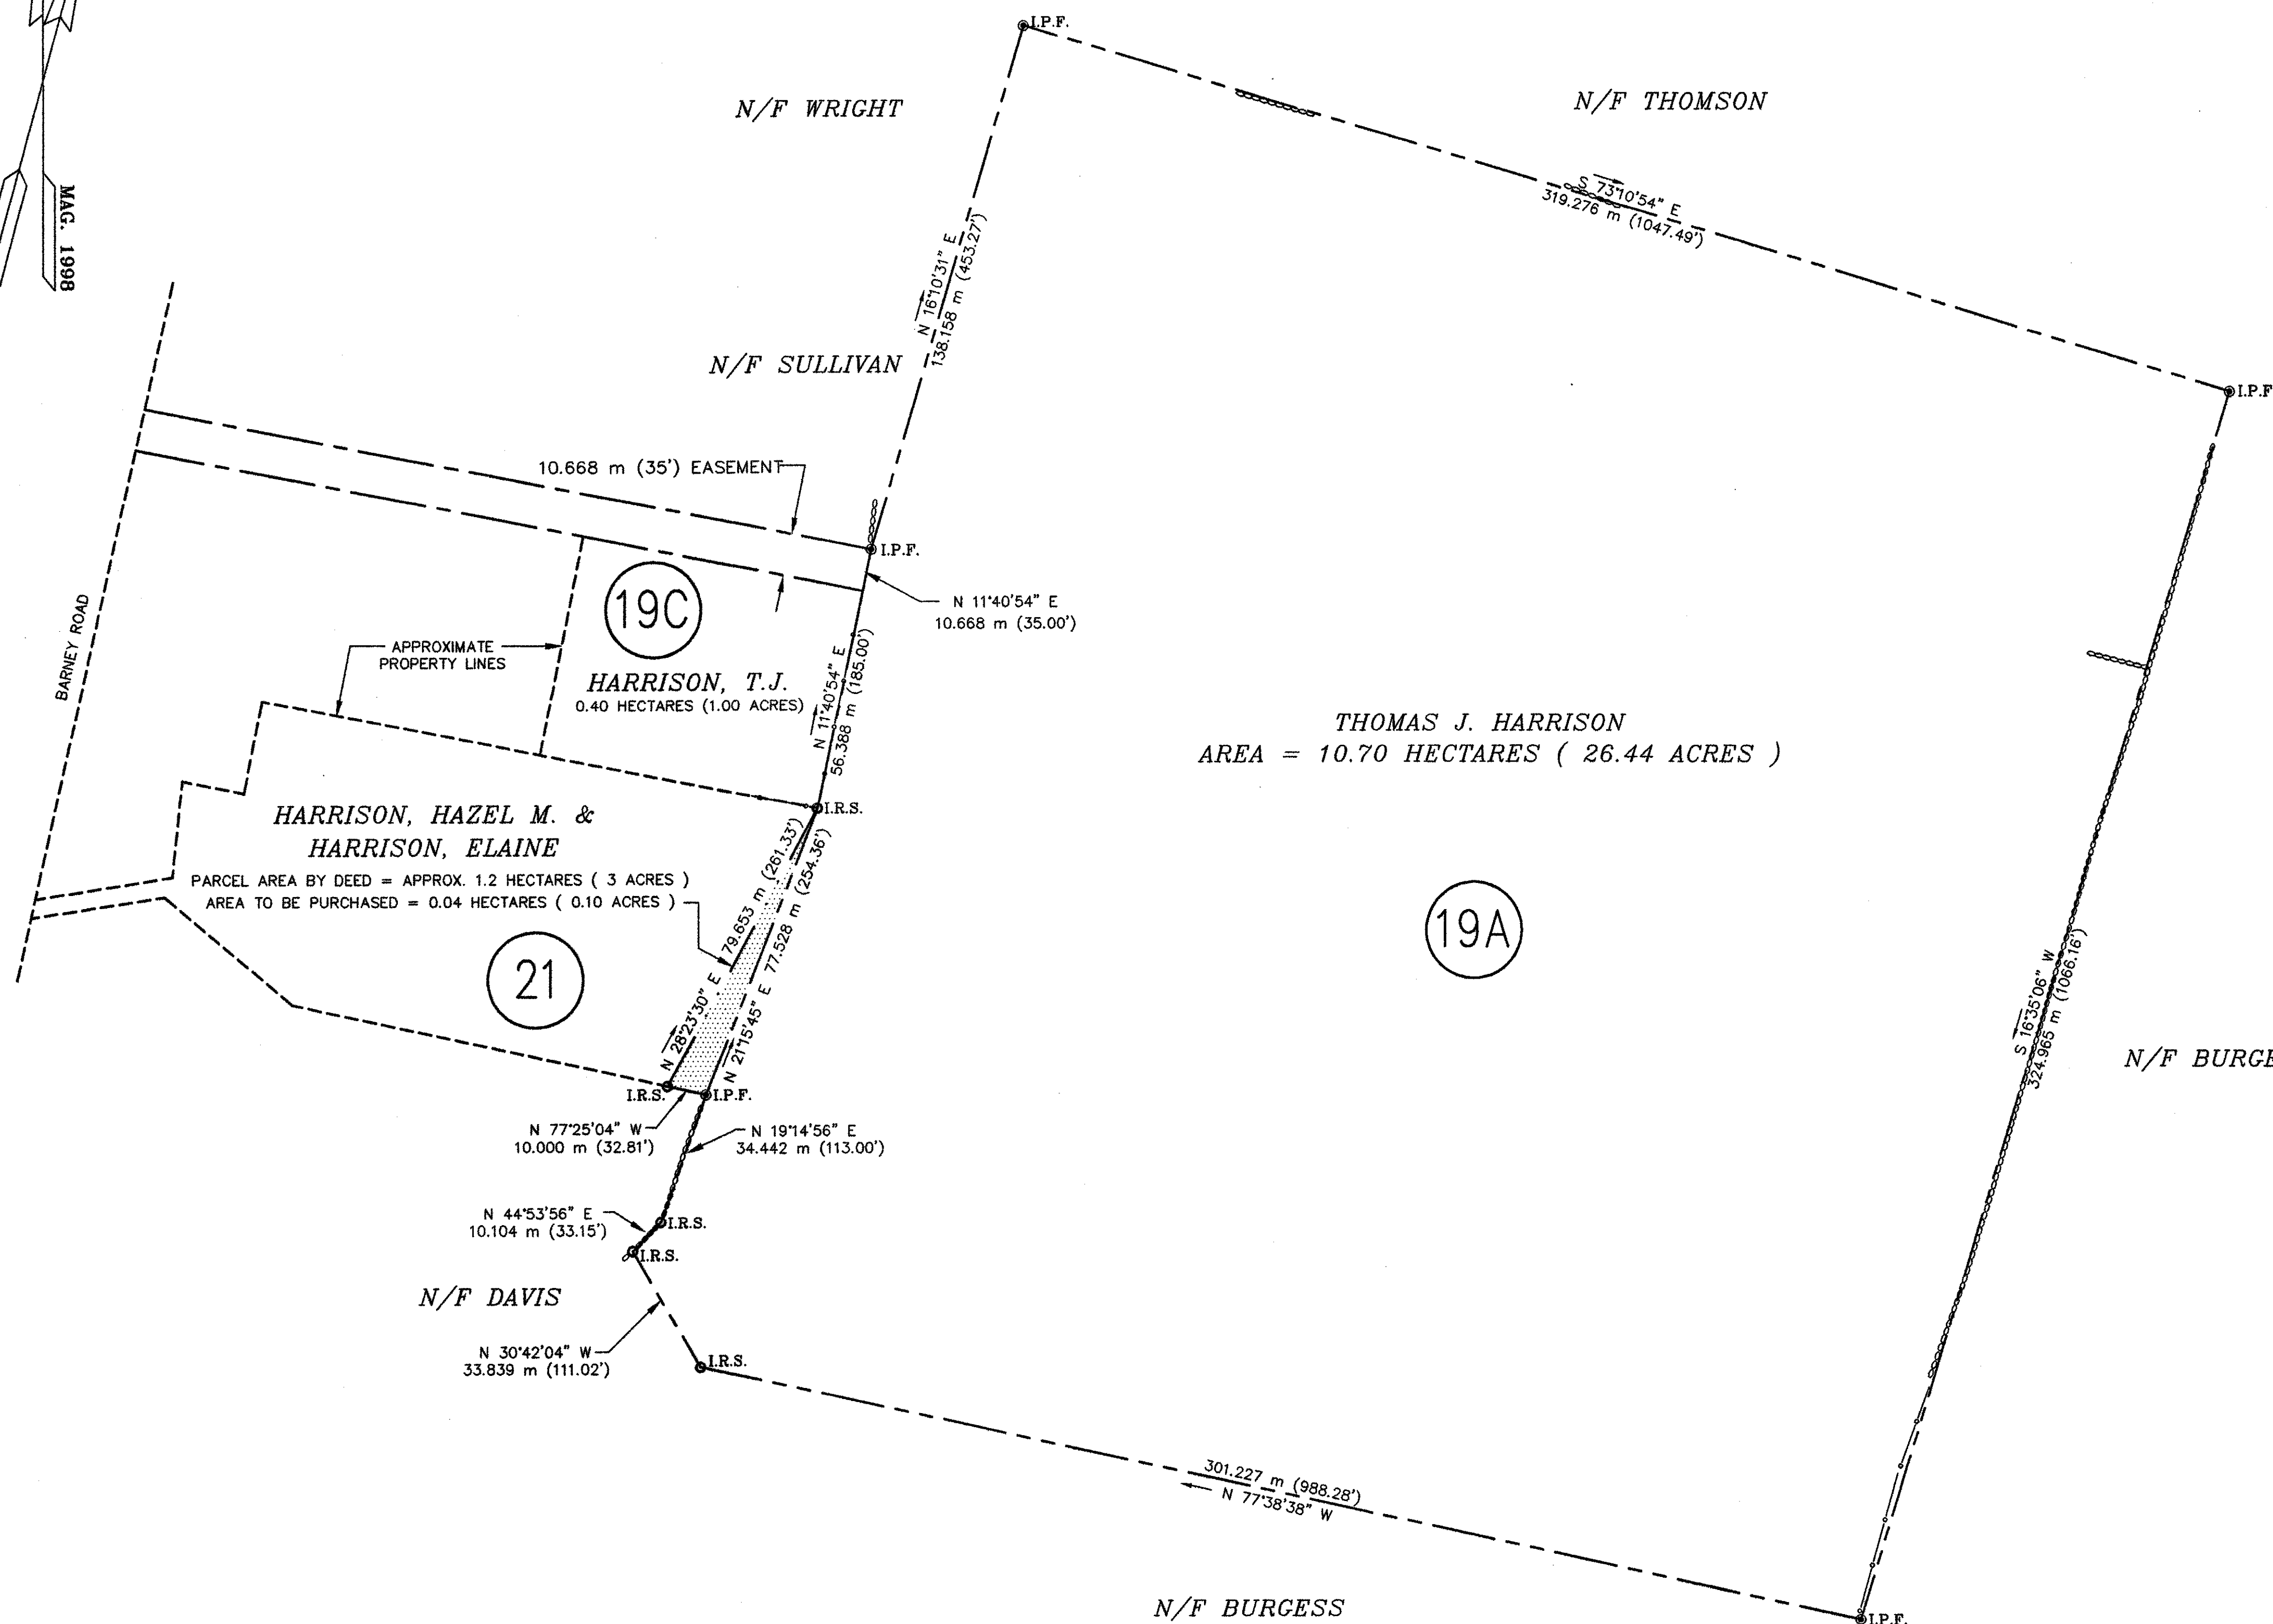 I.P.F.
N/F WRIGHT
N/F THOMSON
MAG. 1998
S 73°10'54" E
319.276 m (1047.49')
N 16°10'31" E
138.158 m (453.27')
N/F SULLIVAN
I.P.F
10.668 m (35') EASEMENT
I.P.F.
N 11°40'54" E
10.668 m (35.00')
19C
BARNEY ROAD
APPROXIMATE
PROPERTY LINES
HARRISON, T.J.
0.40 HECTARES (1.00 ACRES)
N 11°40'54" E
56.388 m (185.00')
THOMAS J. HARRISON
AREA = 10.70 HECTARES ( 26.44 ACRES )
I.R.S.
HARRISON, HAZEL M. &
HARRISON, ELAINE
PARCEL AREA BY DEED = APPROX. 1.2 HECTARES ( 3 ACRES )
AREA TO BE PURCHASED = 0.04 HECTARES ( 0.10 ACRES )
N 28°23'30" E 79.653 m (261.33')
N 21°15'45" E 77.528 m (254.36')
19A
21
S 16°35'06" W
324.965 m (1066.16')
N/F BURGE
I.R.S.
I.P.F.
N 77°25'04" W
10.000 m (32.81')
N 19°14'56" E
34.442 m (113.00')
N 44°53'56" E
10.104 m (33.15')
I.R.S.
I.R.S.
N/F DAVIS
N 30°42'04" W
33.839 m (111.02')
I.R.S.
301.227 m (988.28')
N 77°38'38" W
N/F BURGESS
I.P.F.